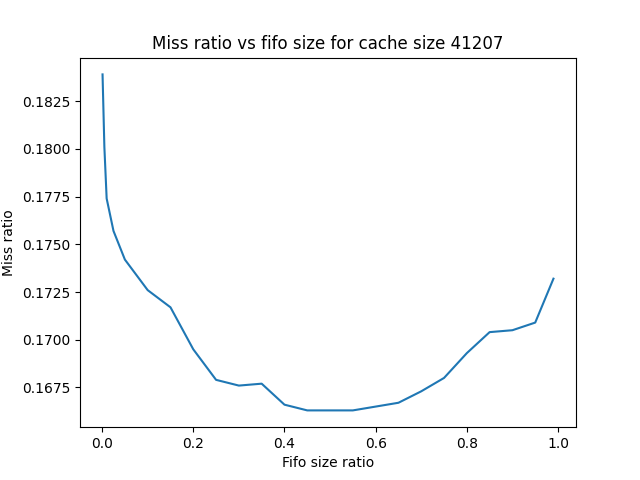 Miss ratio vs fifo size for cache size 41207
0.1825
0.1800
0.1775
0.1750
0.1725
0.1700
0.1675
Miss ratio
0.0 0.2 0.4 0.6 0.8 1.0
Fifo size ratio